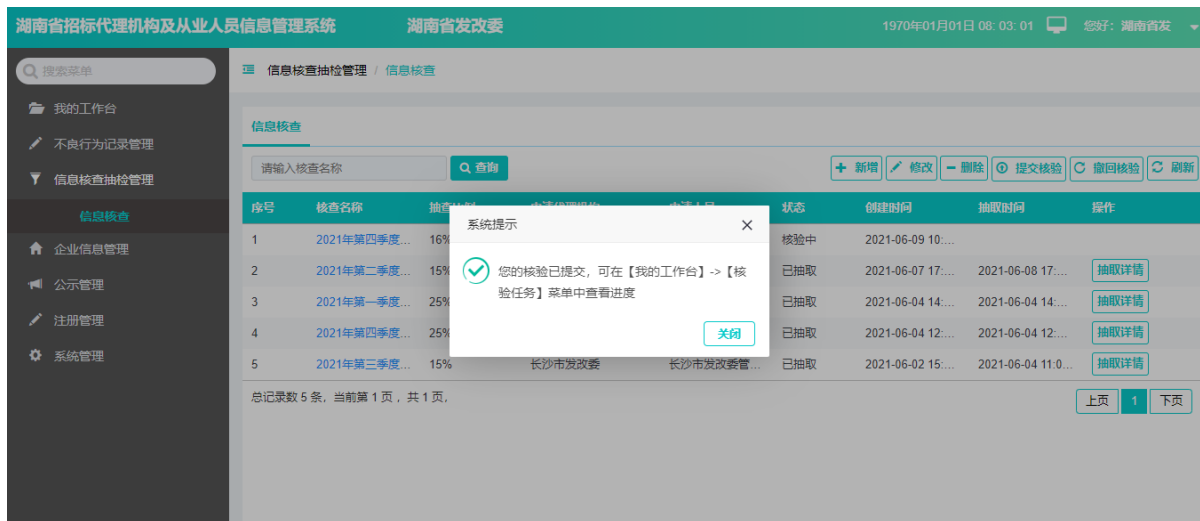 湖南省招标代理机构及从业人员信息管理系统 湖南省发改委 1970年01月01日 08: 03: 01 您好：湖南省发
搜索菜单
信息核查抽检管理 / 信息核查
我的工作台
不良行为记录管理
信息核查抽检管理
信息核查
企业信息管理
公示管理
注册管理
系统管理
信息核查
请输入核查名称 查询 新增 修改 删除 提交核验 撤回核验 刷新
序号 核查名称 状态 创建时间 抽取时间 操作
1 2021年第四季度... 16% 核验中 2021-06-09 10:...
2 2021年第二季度... 15% 已抽取 2021-06-07 17:... 2021-06-08 17:... 抽取详情
3 2021年第一季度... 25% 已抽取 2021-06-04 14:... 2021-06-04 14:... 抽取详情
4 2021年第四季度... 25% 已抽取 2021-06-04 12:... 2021-06-04 12:... 抽取详情
5 2021年第三季度... 15% 长沙市发改委 长沙市发改委管... 已抽取 2021-06-02 15:... 2021-06-04 11:0... 抽取详情
系统提示
您的核验已提交，可在【我的工作台】->【核
验任务】菜单中查看进度
关闭
总记录数 5 条，当前第 1 页 ，共 1 页，
上页 1 下页